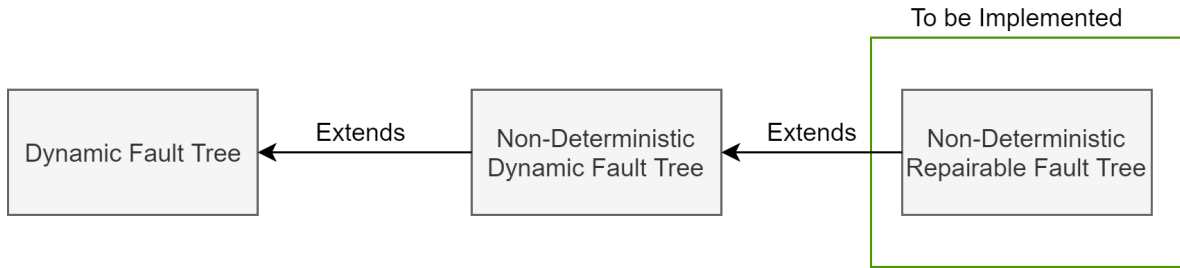 To be Implemented
Dynamic Fault Tree
Extends
Non-Deterministic
Dynamic Fault Tree
Extends
Non-Deterministic
Repairable Fault Tree